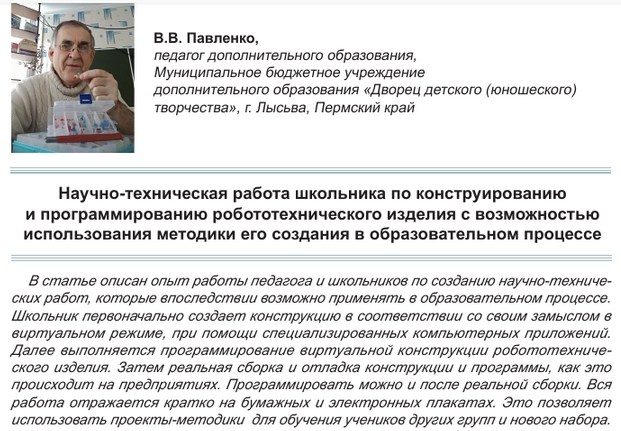 В.В. Павленко,
педагог дополнительного образования,
Муниципальное бюджетное учреждение
дополнительного образования «Дворец детского (юношеского)
творчества», г. Лысьва, Пермский край
Научно-техническая работа школьника по конструированию
и программированию робототехнического изделия с возможностью
использования методики его создания в образовательном процессе
В статье описан опыт работы педагога и школьников по созданию научно-техниче-
ских работ, которые впоследствии возможно применять в образовательном процессе.
Школьник первоначально создает конструкцию в соответствии со своим замыслом в
виртуальном режиме, при помощи специализированных компьютерных приложений.
Далее выполняется программирование виртуальной конструкции робототехниче-
ского изделия. Затем реальная сборка и отладка конструкции и программы, как это
происходит на предприятиях. Программировать можно и после реальной сборки. Вся
работа отражается кратко на бумажных и электронных плакатах. Это позволяет
использовать проекты-методики для обучения учеников других групп и нового набора.